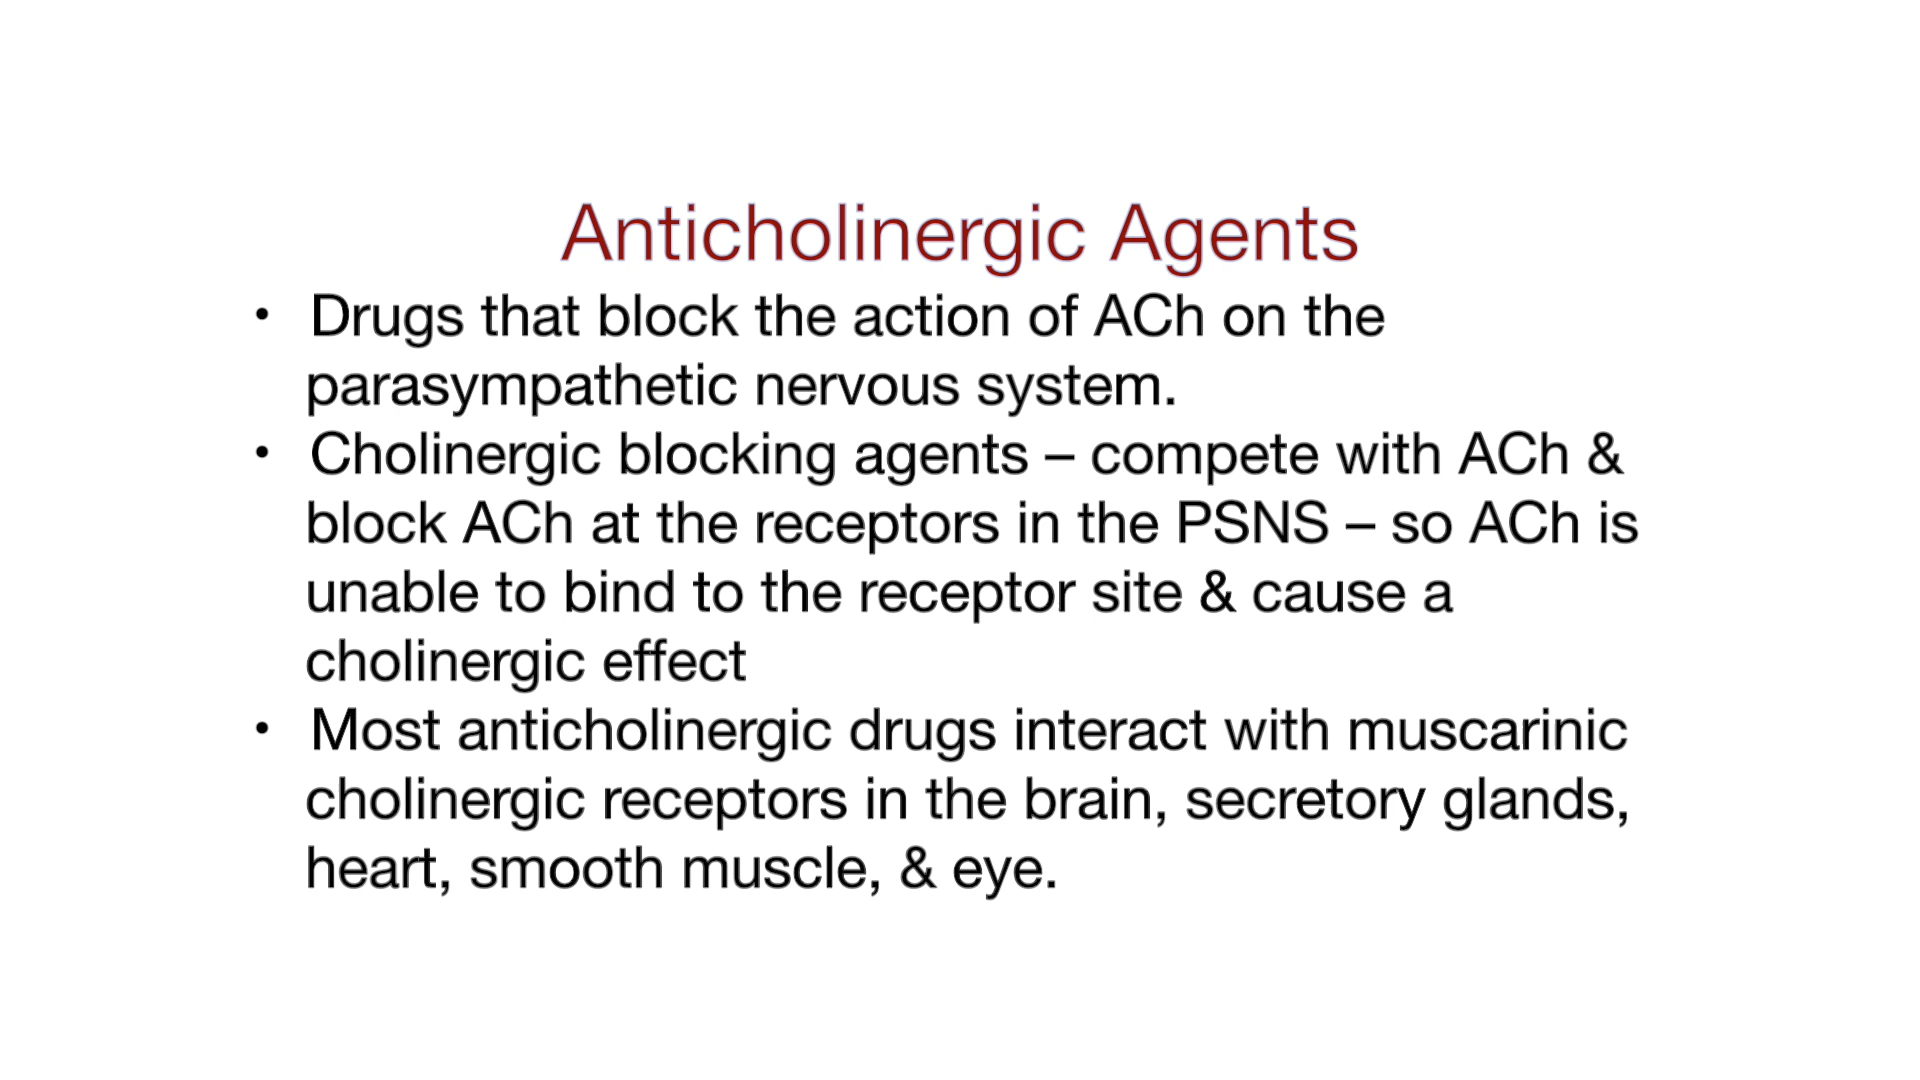 Anticholinergic Agents
• Drugs that block the action of ACh on the
parasympathetic nervous system.
• Cholinergic blocking agents – compete with ACh &
block ACh at the receptors in the PSNS – so ACh is
unable to bind to the receptor site & cause a
cholinergic effect
• Most anticholinergic drugs interact with muscarinic
cholinergic receptors in the brain, secretory glands,
heart, smooth muscle, & eye.